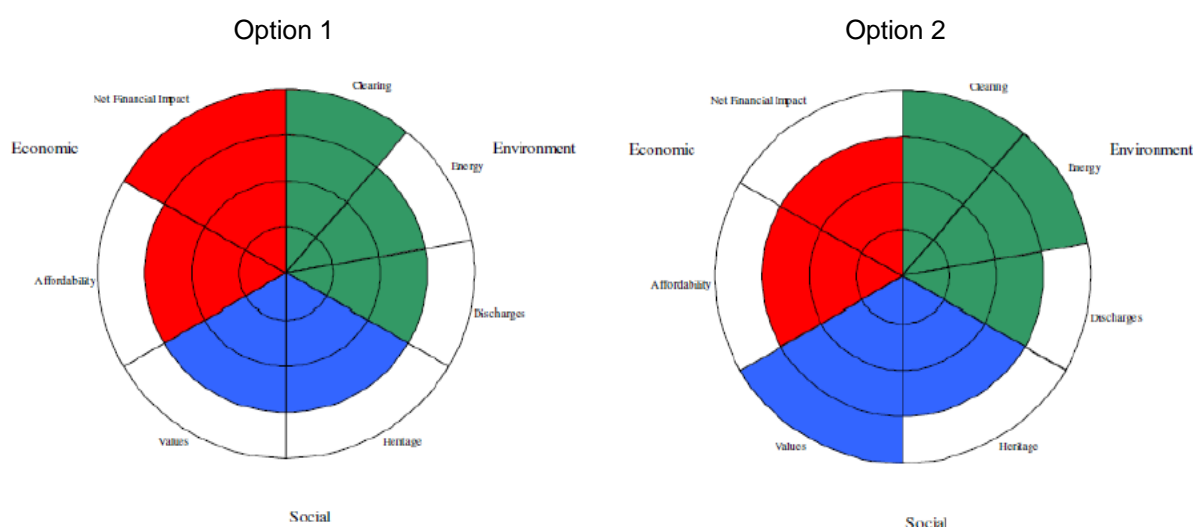 Option 1
Option 2
Clearing
Net Financial Impact
Economic
Environment
Energy
Affordability
Discharges
Values
Heritage
Social
Clearing
Net Financial Impact
Economic
Environment
Energy
Affordability
Discharges
Values
Heritage
Social